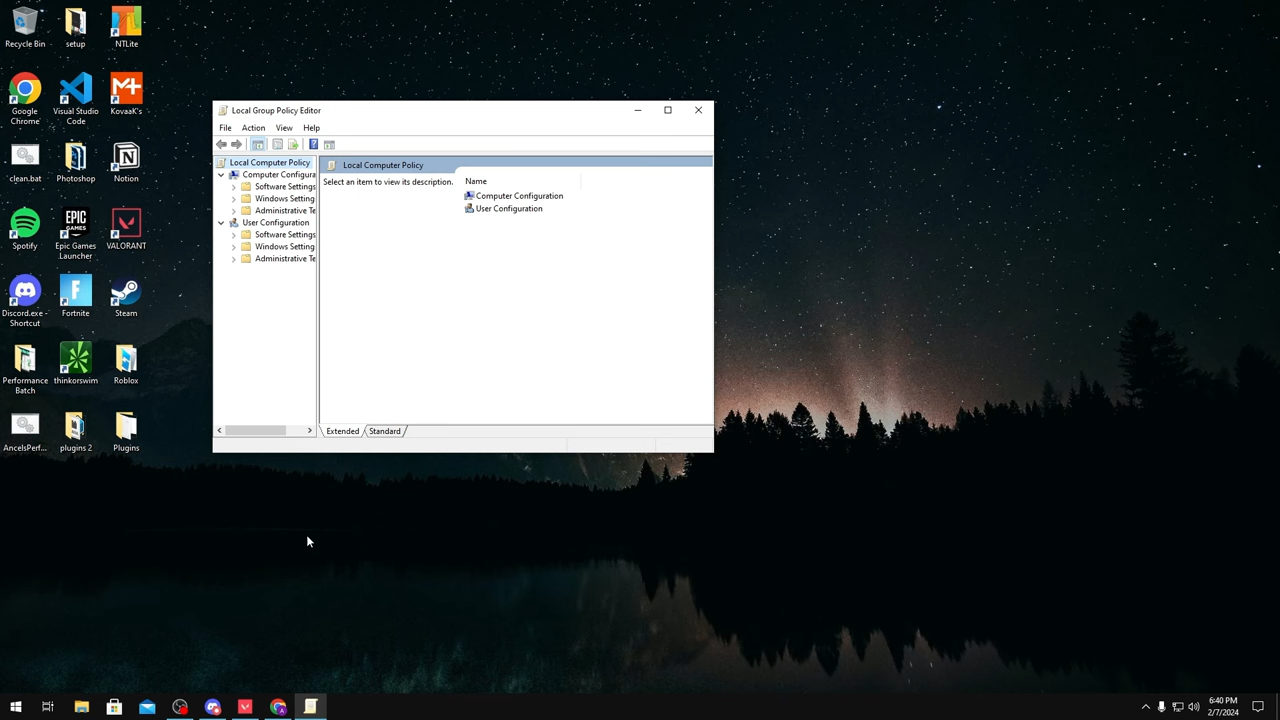 Recycle Bin
setup
NTLite
Google Chrome
Visual Studio Code
KovaaK's
clean.bat
Photoshop
Notion
Spotify
EPIC GAMES
Epic Games Launcher
VALORANT
Discord.exe - Shortcut
Fortnite
Steam
Performance Batch
thinkorswim
Roblox
AncelsPerf...
plugins 2
Plugins
Local Group Policy Editor
File Action View Help
Local Computer Policy
Computer Configura
Software Settings
Windows Setting
Administrative Te
User Configuration
Software Settings
Windows Setting
Administrative Te
Local Computer Policy
Select an item to view its description.
Name
Computer Configuration
User Configuration
Extended Standard
6:40 PM
2/7/2024